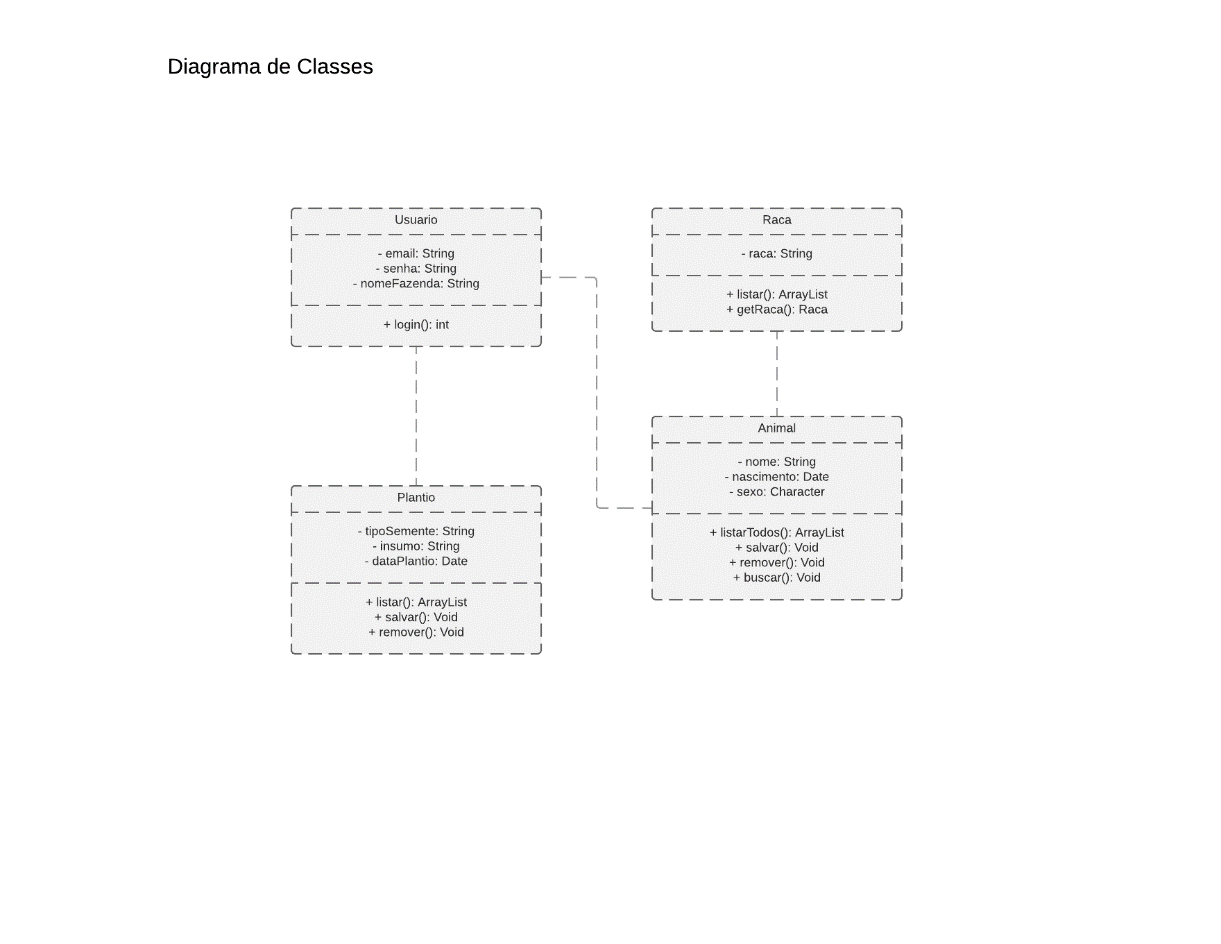 Diagrama de Classes
Usuario
- email: String
- senha: String
- nomeFazenda: String
+ login(): int
Raca
- raca: String
+ listar(): ArrayList
+ getRaca(): Raca
Plantio
- tipoSemente: String
- insumo: String
- dataPlantio: Date
+ listar(): ArrayList
+ salvar(): Void
+ remover(): Void
Animal
- nome: String
- nascimento: Date
- sexo: Character
+ listarTodos(): ArrayList
+ salvar(): Void
+ remover(): Void
+ buscar(): Void